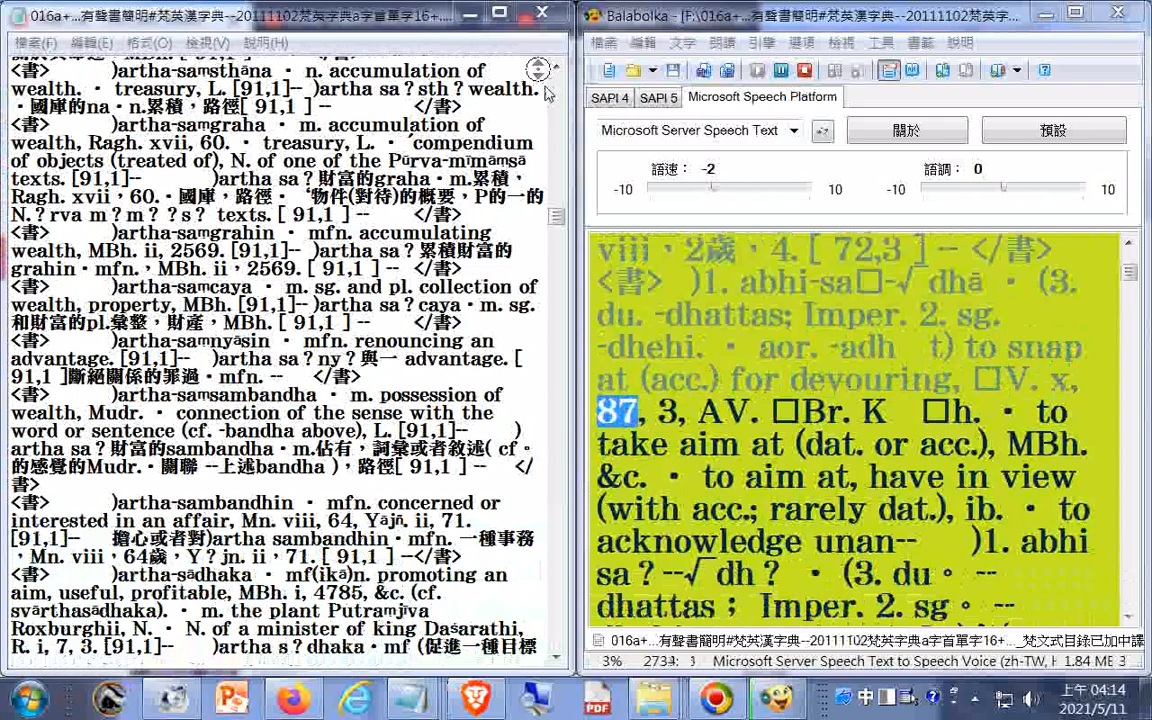 016a+...有聲書簡明#梵英漢字典--20111102梵英字典a字首單字16+...
檔案(F) 編輯(E) 格式(O) 檢視(V) 說明(H)
<書> )artha-saṃsthāna · n. accumulation of
wealth. · treasury, L. [91,1]-- )artha sa?sth?wealth.
·國庫的na·n.累積,路徑[ 91,1 ] -- </書>
<書> )artha-saṃgraha · m. accumulation of
wealth, Ragh. xvii, 60. · treasury, L. · ‘compendium
of objects (treated of), N. of one of the Pūrva-mīmāṃsā
texts. [91,1]-- )artha sa?財富的graha·m.累積,
Ragh. xvii,60.·國庫,路徑·‘物件(對待)的概要,P的一的
N.?rva m?m??s? texts. [ 91,1 ] -- </書>
<書> )artha-saṃgrahin · mfn. accumulating
wealth, MBh. ii, 2569. [91,1]-- )artha sa?累積財富的
grahin·mfn.,MBh. ii,2569. [ 91,1 ] -- </書>
<書> )artha-saṃcaya · m. sg. and pl. collection of
wealth, property, MBh. [91,1]-- )artha sa?caya·m. sg.
和財富的pl.彙整,財產,MBh. [ 91,1 ] -- </書>
<書> )artha-saṃnyāsin · mfn. renouncing an
advantage. [91,1]-- )artha sa?ny?與一 advantage. [
91,1 ]斷絕關係的罪過·mfn. -- </書>
<書> )artha-sambandha · m. possession of
wealth, Mudr. · connection of the sense with the
word or sentence (cf. -bandha above), L. [91,1]-- )
artha sa?財富的sambandha·m.佔有,詞彙或者敘述( cf。
的感覺的Mudr.·關聯 --上述bandha ),路徑[ 91,1 ] -- </
書>
<書> )artha-sambandhin · mfn. concerned or
interested in an affair, Mn. viii, 64, Yājñ. ii, 71.
[91,1]-- 擔心或者對)artha sambandhin·mfn. 一種事務
,Mn. viii,64歲,Y?jn. ii,71. [ 91,1 ] --</書>
<書> )artha-sādhaka · mf(ikā)n. promoting an
aim, useful, profitable, MBh. i, 4785, &c. (cf.
svārthasādhaka). · m. the plant Putraṃjīva
Roxburghii, N. · N. of a minister of king Daśarathi,
R. i, 7, 3. [91,1]-- )artha s?dhaka·mf (促進一種目標
Balabolka - [F:\016a+...有聲書簡明#梵英漢字典--20111102梵英字...
檔案 編輯 文字 朗讀 引擎 選項 檢視 工具 書籤 說明
SAPI 4 SAPI 5 Microsoft Speech Platform
Microsoft Server Speech Text 關於 預設
語速: -2 語調: 0
-10 10 -10 10
viii,2歲,4. [ 72,3 ] -- </書>
<書> )1. abhi-sa□-√ dhā · (3.
du. -dhattas; Imper. 2. sg.
-dhehi. · aor. -adh t) to snap
at (acc.) for devouring, □V. x,
87, 3, AV. □Br. K □h. · to
take aim at (dat. or acc.), MBh.
&c. · to aim at, have in view
(with acc.; rarely dat.), ib. · to
acknowledge unan-- )1. abhi
sa?--√ dh? ·(3. du。 --
dhattas; Imper. 2. sg。 --
016a+...有聲書簡明#梵英漢字典--20111102梵英字典a字首單字16+..._梵文式目錄已加中譯
3% 2734: Microsoft Server Speech Text to Speech Voice (zh-TW, H 1.84 ME 3
中
上午 04:14
2021/5/11